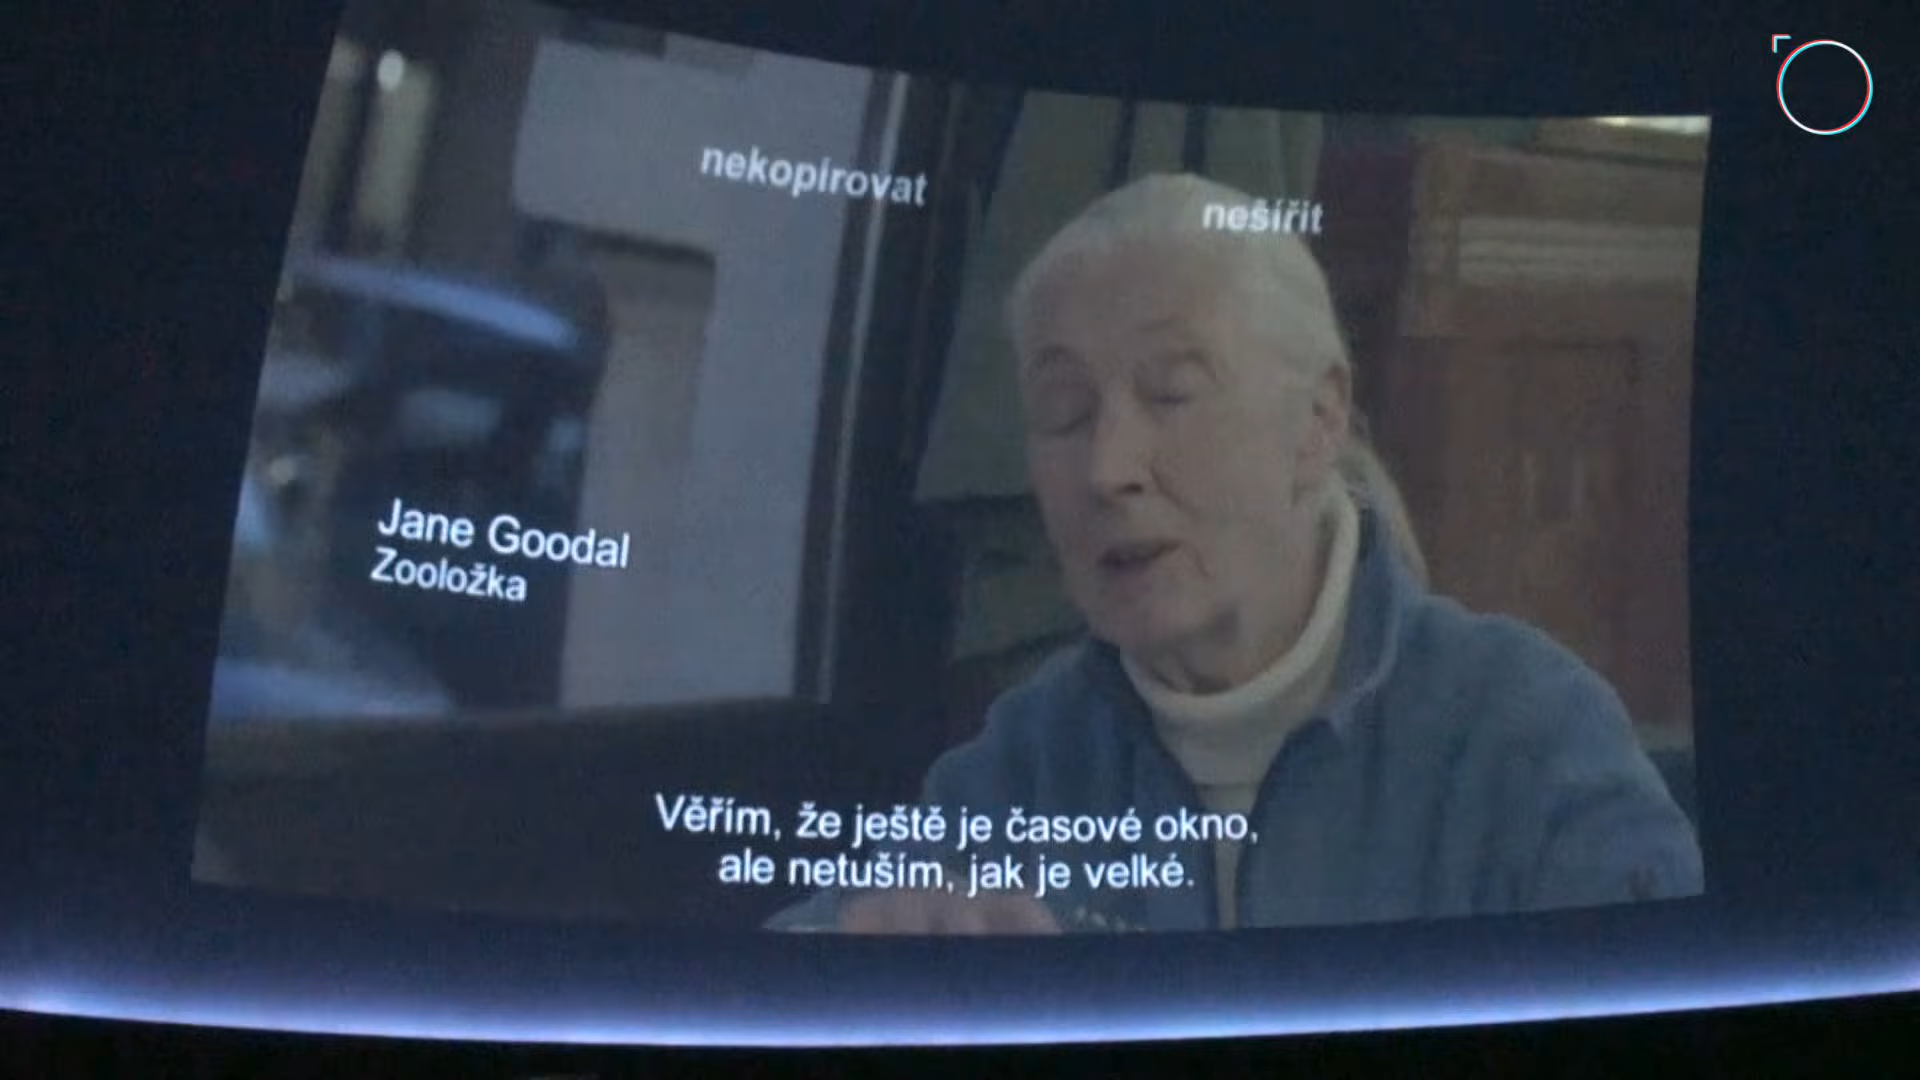 nekopírovat
nešířit
Jane Goodal
Zooložka
Věřím, že ještě je časové okno,
ale netuším, jak je velké.